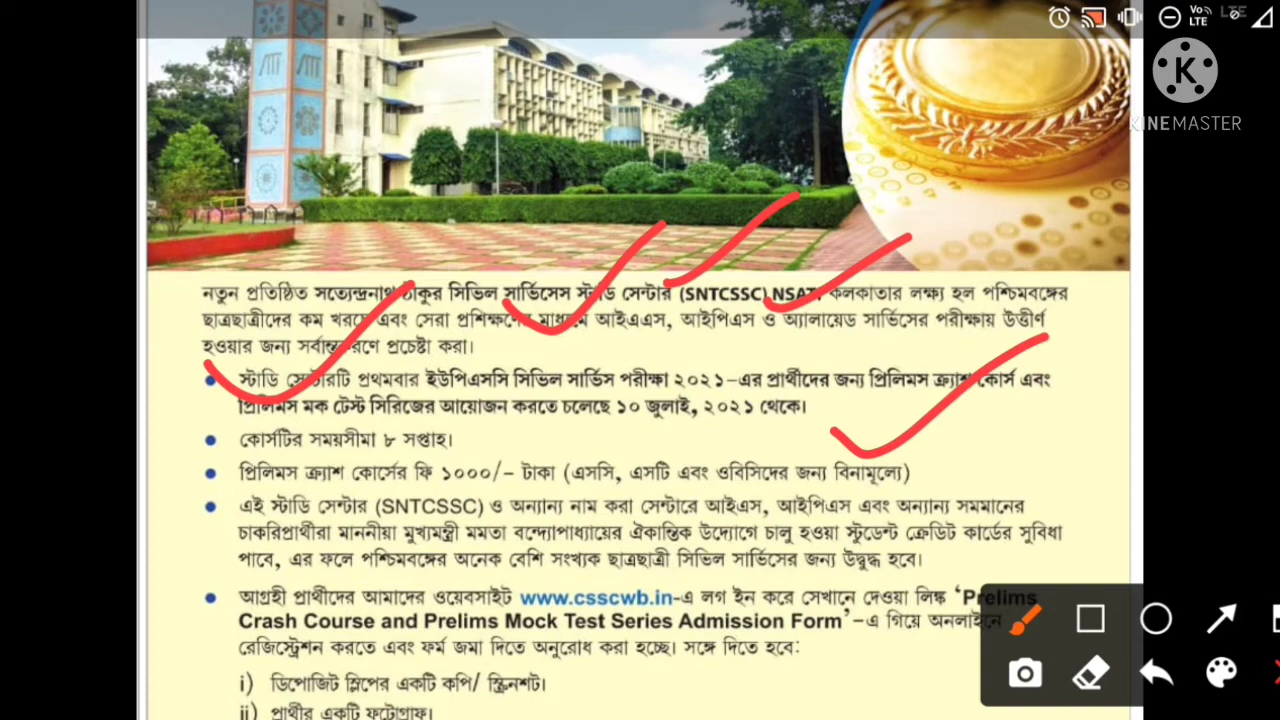 Vo
LTE
LTE
K
KINEMASTER
নতুন প্রতিষ্ঠিত সত্যেন্দ্রনাথ ঠাকুর সিভিল সার্ভিসেস স্টাডি সেন্টার (SNTCSSC) NSATI কলকাতার লক্ষ্য হল পশ্চিমবঙ্গের
ছাত্রছাত্রীদের কম খরচে এবং সেরা প্রশিক্ষণের মাধ্যমে আইএএস, আইপিএস ও অ্যালায়েড সার্ভিসের পরীক্ষায় উত্তীর্ণ
হওয়ার জন্য সর্বান্তকরণে প্রচেষ্টা করা।
• স্টাডি সেন্টারটি প্রথমবার ইউপিএসসি সিভিল সার্ভিস পরীক্ষা ২০২১-এর প্রার্থীদের জন্য প্রিলিমস ক্র্যাশ কোর্স এবং
প্রিলিমস মক টেস্ট সিরিজের আয়োজন করতে চলেছে ১০ জুলাই, ২০২১ থেকে।
• কোর্সটির সময়সীমা ৮ সপ্তাহ।
• প্রিলিমস ক্র্যাশ কোর্সের ফি ১০০০/- টাকা (এসসি, এসটি এবং ওবিসিদের জন্য বিনামূল্যে)
• এই স্টাডি সেন্টার (SNTCSSC) ও অন্যান্য নাম করা সেন্টারে আইএস, আইপিএস এবং অন্যান্য সমমানের
চাকরিপ্রার্থীরা মাননীয়া মুখ্যমন্ত্রী মমতা বন্দ্যোপাধ্যায়ের ঐকান্তিক উদ্যোগে চালু হওয়া স্টুডেন্ট ক্রেডিট কার্ডের সুবিধা
পাবে, এর ফলে পশ্চিমবঙ্গের অনেক বেশি সংখ্যক ছাত্রছাত্রী সিভিল সার্ভিসের জন্য উদ্বুদ্ধ হবে।
• আগ্রহী প্রার্থীদের আমাদের ওয়েবসাইট www.csscwb.in-এ লগ ইন করে সেখানে দেওয়া লিঙ্ক ‘Prelims
Crash Course and Prelims Mock Test Series Admission Form’-এ গিয়ে অনলাইনে
রেজিস্ট্রেশন করতে এবং ফর্ম জমা দিতে অনুরোধ করা হচ্ছে। সঙ্গে দিতে হবে:
i) ডিপোজিট স্লিপের একটি কপি/ স্ক্রিনশট।
ii) প্রার্থীর একটি ফটোগ্রাফ।